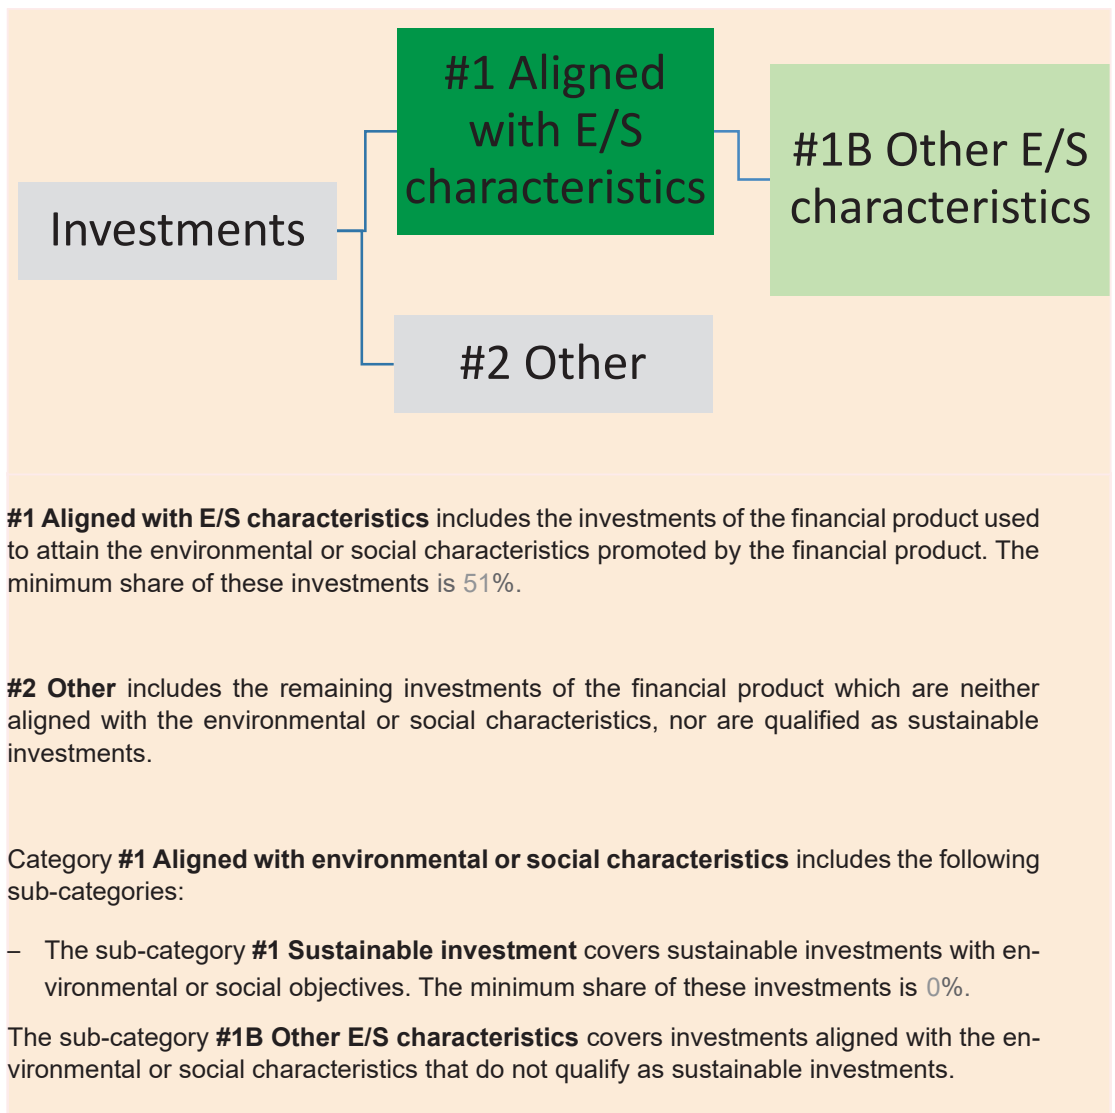 #1 Aligned
with E/S
characteristics
#1B Other E/S
characteristics
Investments
#2 Other
#1 Aligned with E/S characteristics includes the investments of the financial product used
to attain the environmental or social characteristics promoted by the financial product. The
minimum share of these investments is 51%.
#2 Other includes the remaining investments of the financial product which are neither
aligned with the environmental or social characteristics, nor are qualified as sustainable
investments.
Category #1 Aligned with environmental or social characteristics includes the following
sub-categories:
– The sub-category #1 Sustainable investment covers sustainable investments with en-
vironmental or social objectives. The minimum share of these investments is 0%.
The sub-category #1B Other E/S characteristics covers investments aligned with the en-
vironmental or social characteristics that do not qualify as sustainable investments.